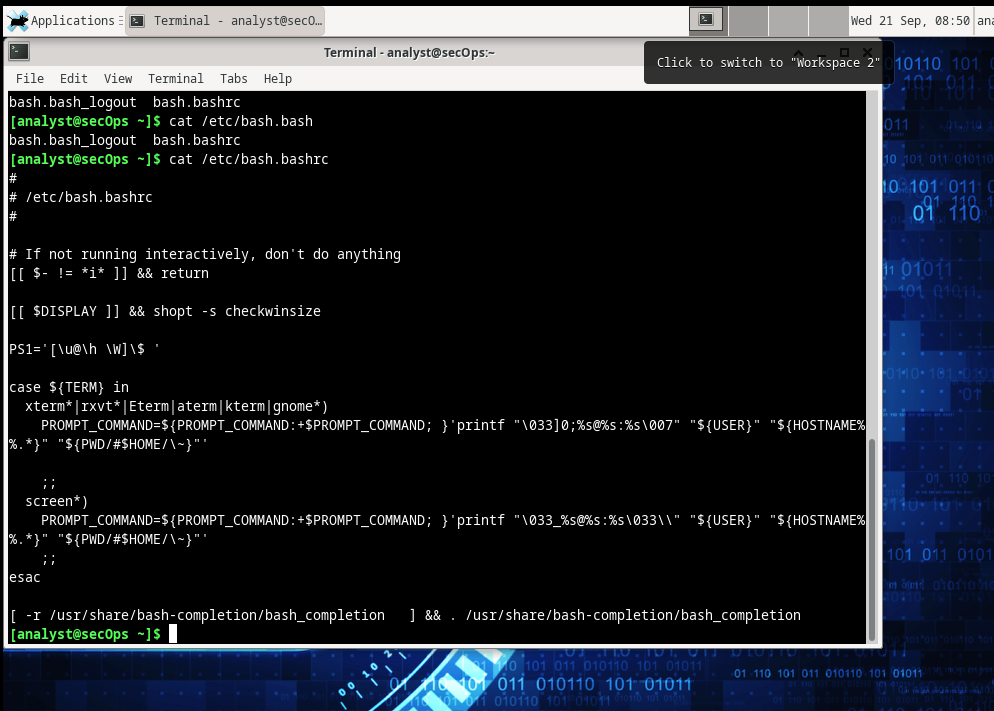 Applications
Terminal - analyst@secO...
Wed 21 Sep, 08:50
ana
Terminal - analyst@secOps:~
Click to switch to "Workspace 2"
File Edit View Terminal Tabs Help
bash.bash_logout  bash.bashrc
[analyst@secOps ~]$ cat /etc/bash.bash
bash.bash_logout  bash.bashrc
[analyst@secOps ~]$ cat /etc/bash.bashrc
#
# /etc/bash.bashrc
#
# If not running interactively, don't do anything
[[ $- != *i* ]] && return
[[ $DISPLAY ]] && shopt -s checkwinsize
PS1='[\u@\h \W]\$ '
case ${TERM} in
  xterm*|rxvt*|Eterm|aterm|kterm|gnome*)
    PROMPT_COMMAND=${PROMPT_COMMAND:+$PROMPT_COMMAND; }'printf "\033]0;%s@%s:%s\007" "${USER}" "${HOSTNAME%
%.*}" "${PWD/#$HOME/\~}"'
    ;;
  screen*)
    PROMPT_COMMAND=${PROMPT_COMMAND:+$PROMPT_COMMAND; }'printf "\033_%s@%s:%s\033\\" "${USER}" "${HOSTNAME%
%.*}" "${PWD/#$HOME/\~}"'
    ;;
esac
[ -r /usr/share/bash-completion/bash_completion   ] && . /usr/share/bash-completion/bash_completion
[analyst@secOps ~]$